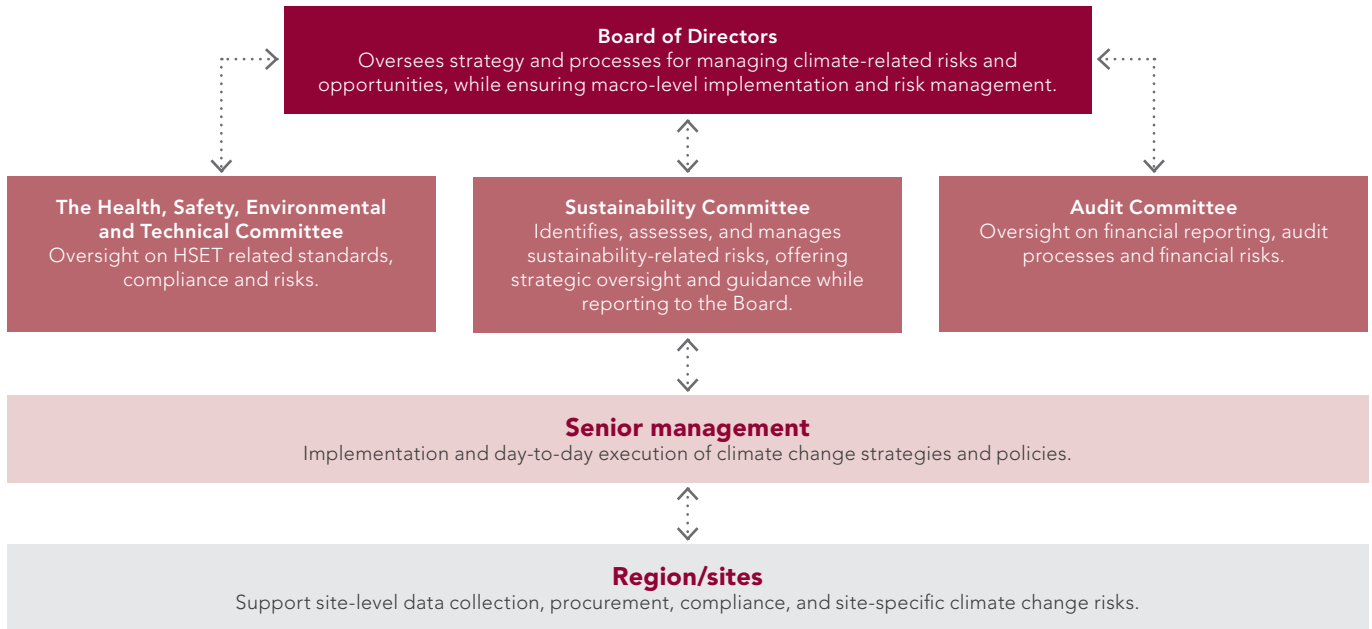 Board of Directors
Oversees strategy and processes for managing climate-related risks and
opportunities, while ensuring macro-level implementation and risk management.
The Health, Safety, Environmental
and Technical Committee
Oversight on HSET related standards,
compliance and risks.
Sustainability Committee
Identifies, assesses, and manages
sustainability-related risks, offering
strategic oversight and guidance while
reporting to the Board.
Audit Committee
Oversight on financial reporting, audit
processes and financial risks.
Senior management
Implementation and day-to-day execution of climate change strategies and policies.
Region/sites
Support site-level data collection, procurement, compliance, and site-specific climate change risks.